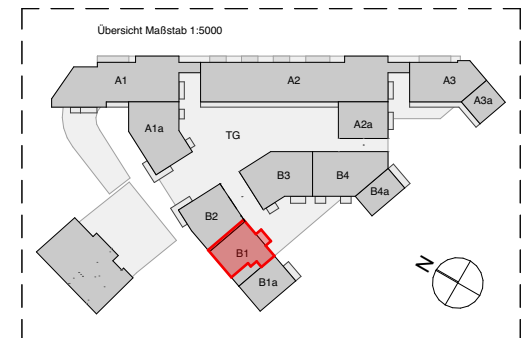 Übersicht Maßstab 1:5000
A1
A2
A3
A3a
A1a
TG
A2a
B3
B4
B4a
B2
B1
B1a
N